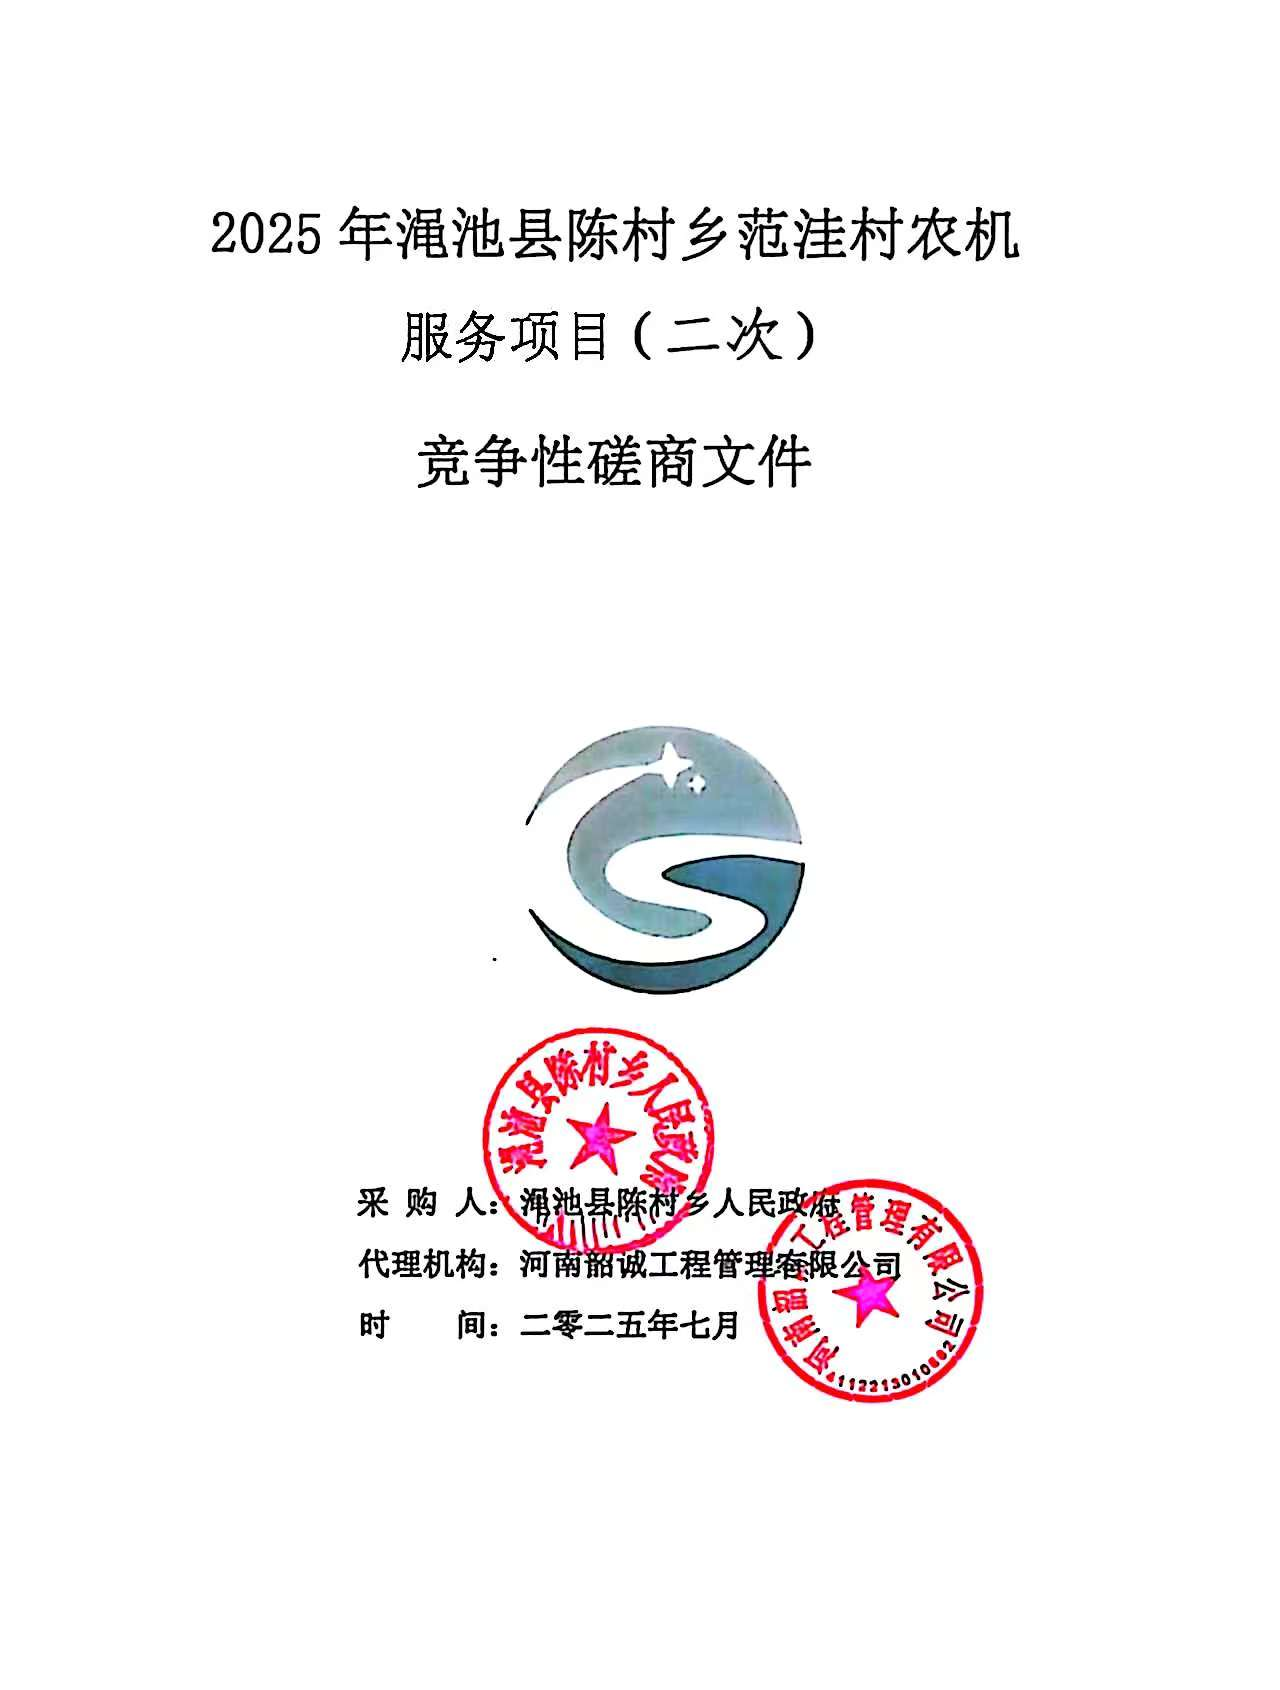 2025年渑池县陈村乡范洼村农机
服务项目(二次)
竞争性磋商文件
渑池县陈村乡人民政府
采 购 人：渑池县陈村乡人民政府
代理机构：河南韶诚工程管理有限公司
时 间：二零二五年七月
工程管理有限公司